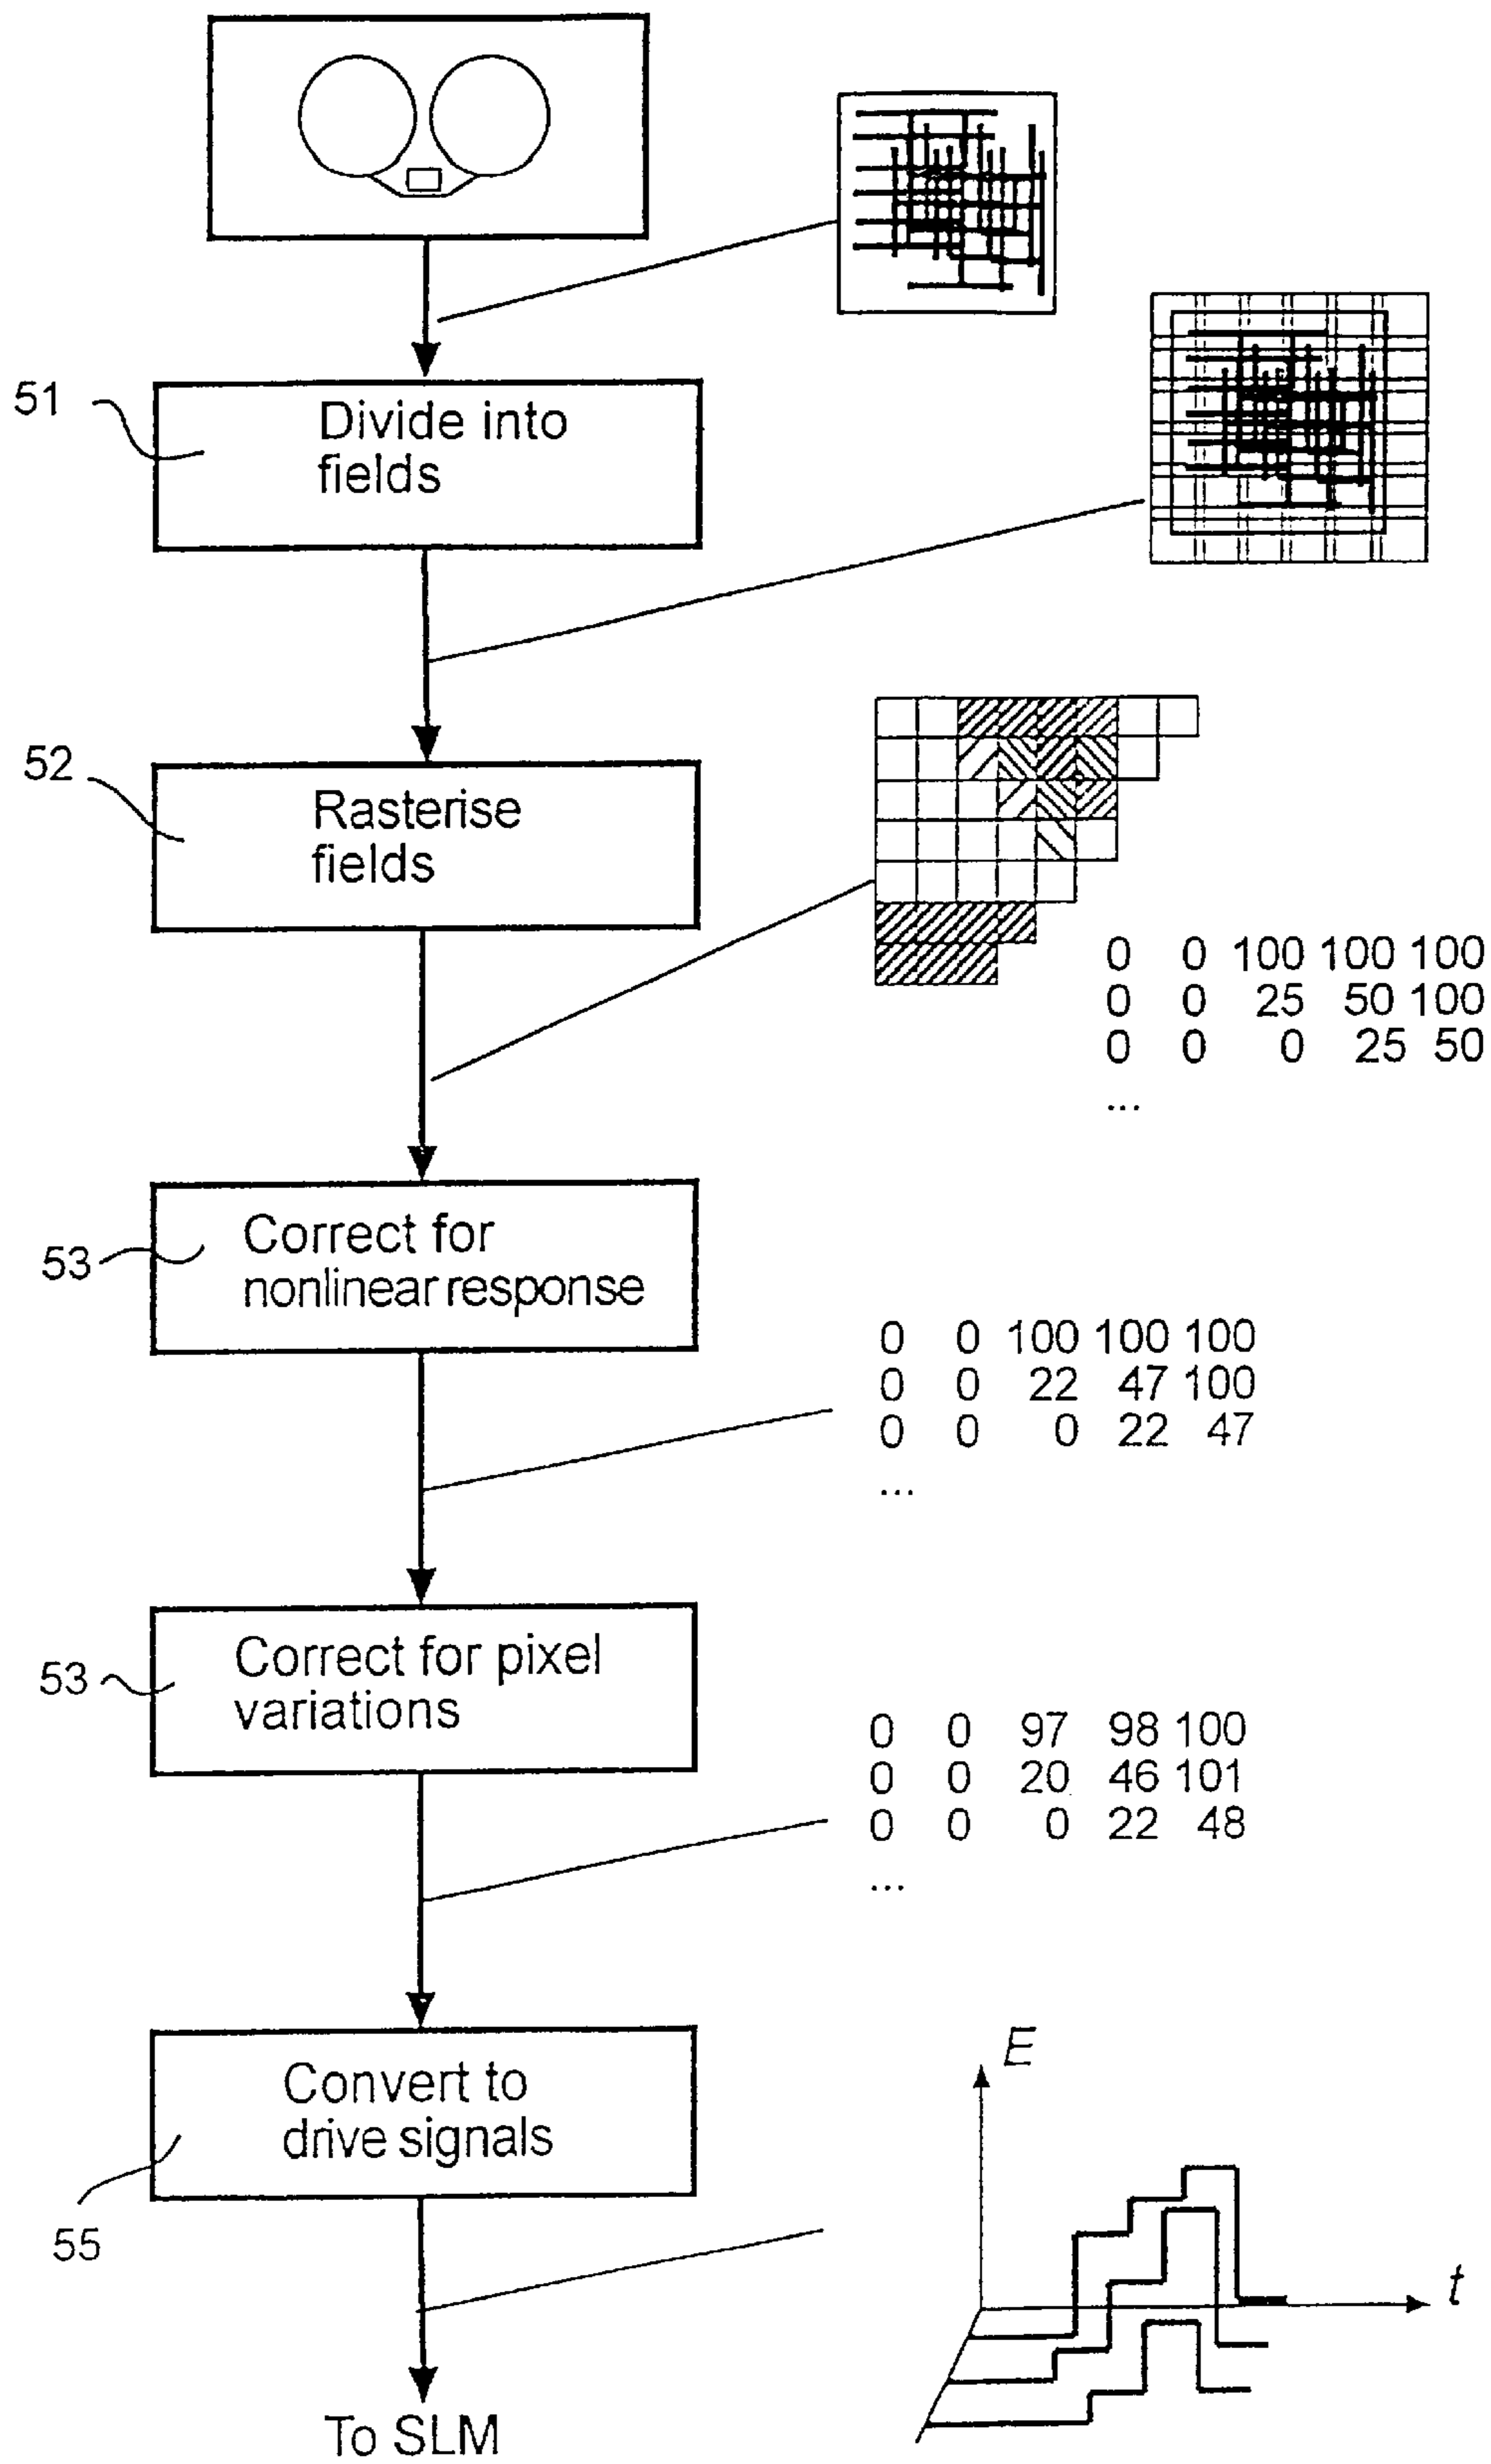 51
Divide into
fields
52
Rasterise
fields
0 0 100 100 100
0 0 25 50 100
0 0 0 25 50
...
53
Correct for
nonlinear response
0 0 100 100 100
0 0 22 47 100
0 0 0 22 47
...
53
Correct for pixel
variations
0 0 97 98 100
0 0 20 46 101
0 0 0 22 48
...
55
Convert to
drive signals
E
t
To SLM